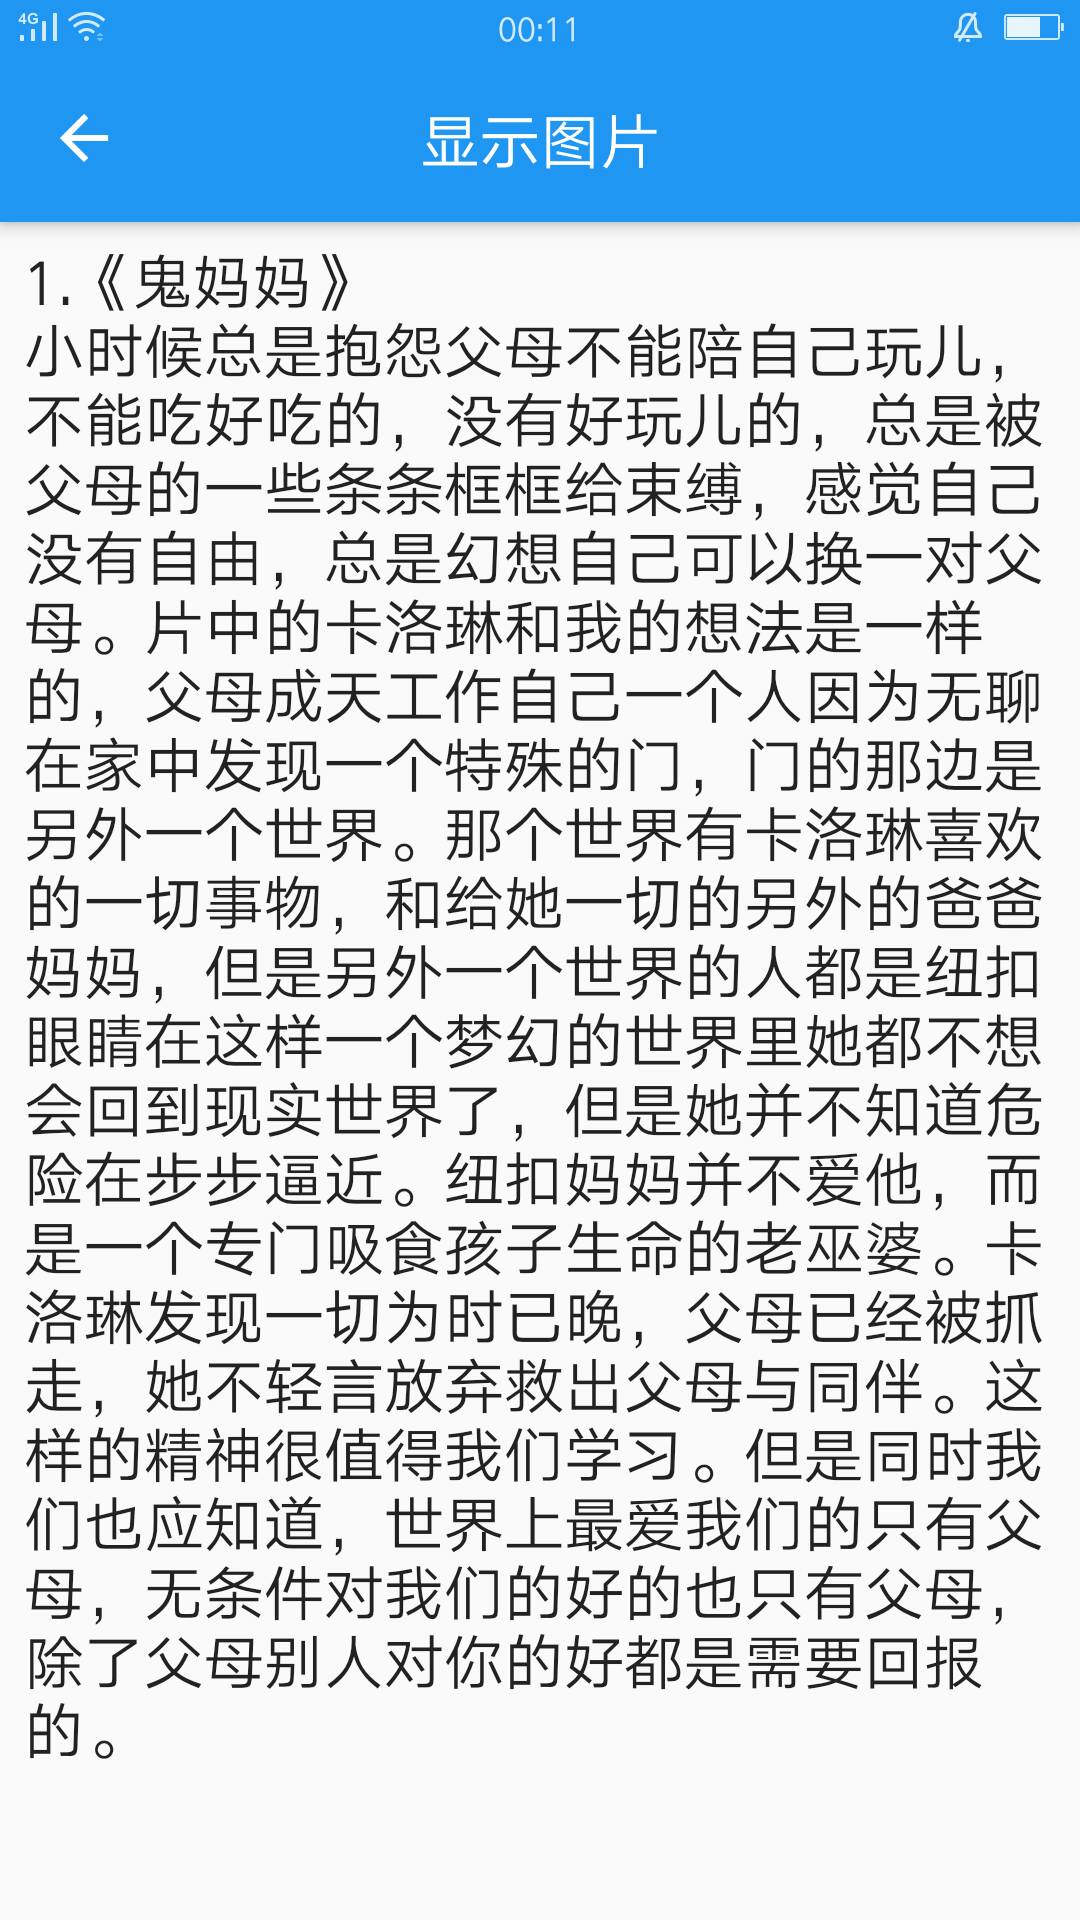 4G
00:11
显示图片
1.《鬼妈妈》
小时候总是抱怨父母不能陪自己玩儿，
不能吃好吃的，没有好玩儿的，总是被
父母的一些条条框框给束缚，感觉自己
没有自由，总是幻想自己可以换一对父
母。片中的卡洛琳和我的想法是一样
的，父母成天工作自己一个人因为无聊
在家中发现一个特殊的门，门的那边是
另外一个世界。那个世界有卡洛琳喜欢
的一切事物，和给她一切的另外的爸爸
妈妈，但是另外一个世界的人都是纽扣
眼睛在这样一个梦幻的世界里她都不想
会回到现实世界了，但是她并不知道危
险在步步逼近。纽扣妈妈并不爱他，而
是一个专门吸食孩子生命的老巫婆。卡
洛琳发现一切为时已晚，父母已经被抓
走，她不轻言放弃救出父母与同伴。这
样的精神很值得我们学习。但是同时我
们也应知道，世界上最爱我们的只有父
母，无条件对我们的好的也只有父母，
除了父母别人对你的好都是需要回报
的。